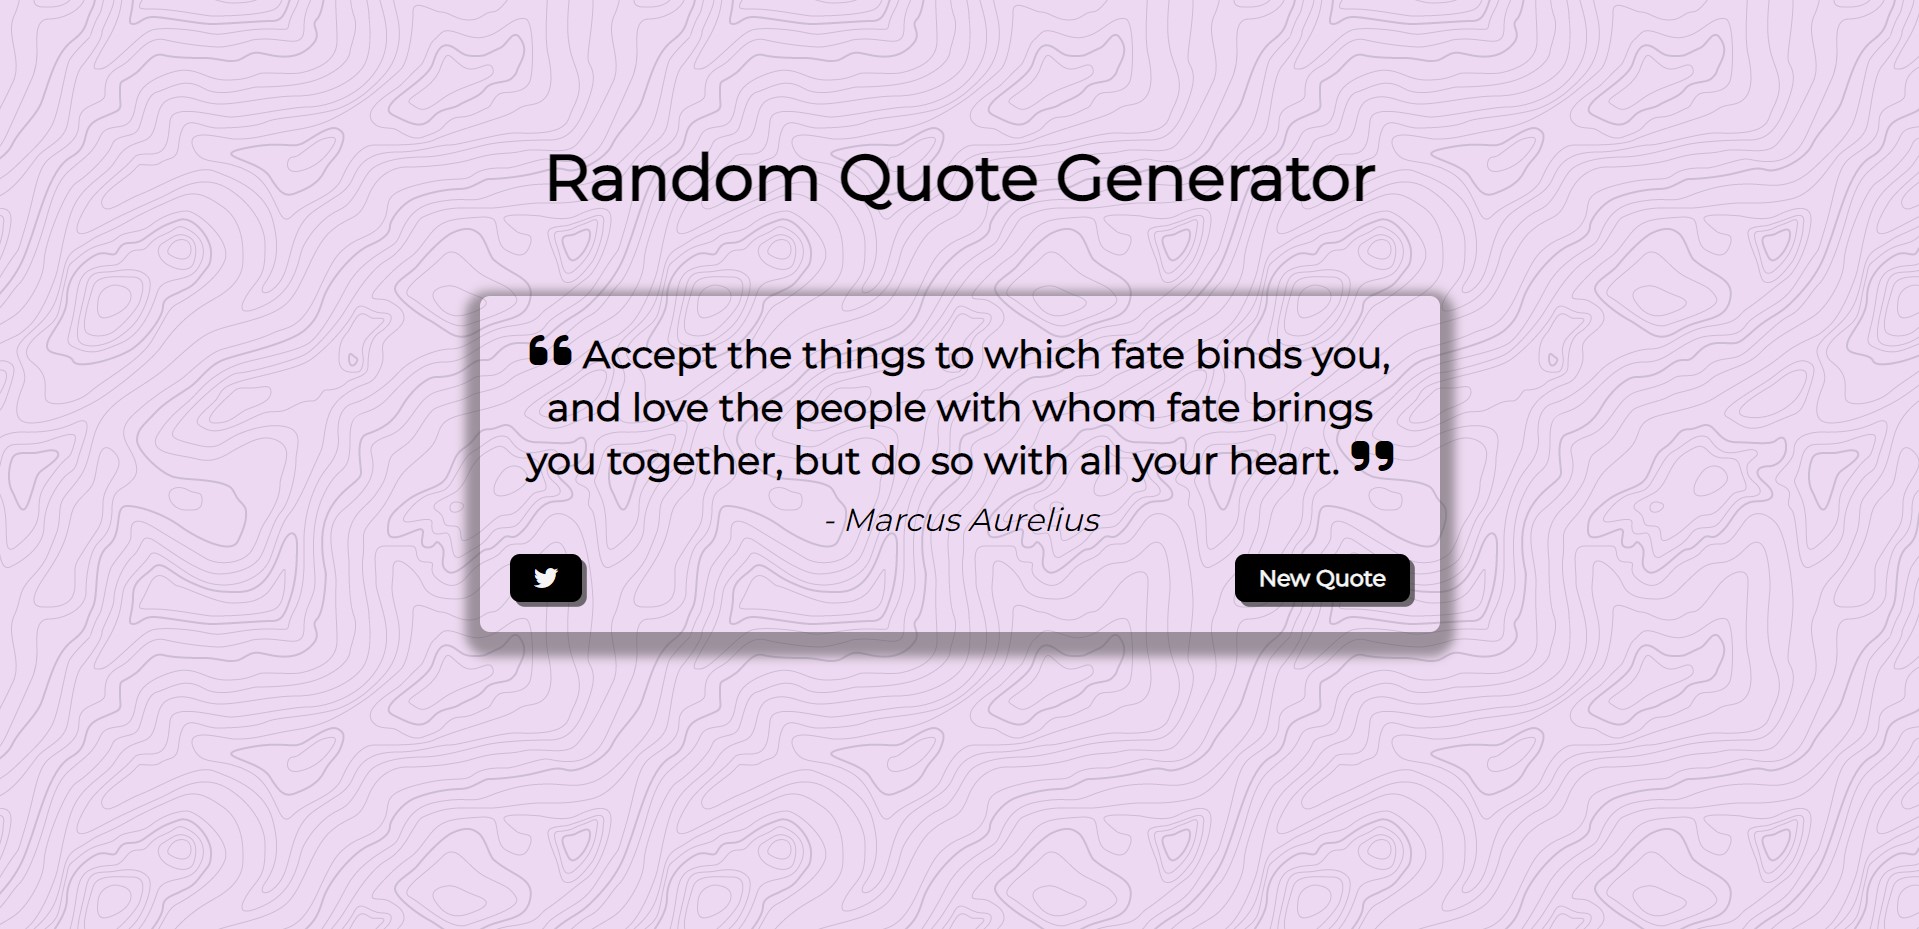 Random Quote Generator
❝ Accept the things to which fate binds you,
and love the people with whom fate brings
you together, but do so with all your heart. ❞
- Marcus Aurelius
New Quote